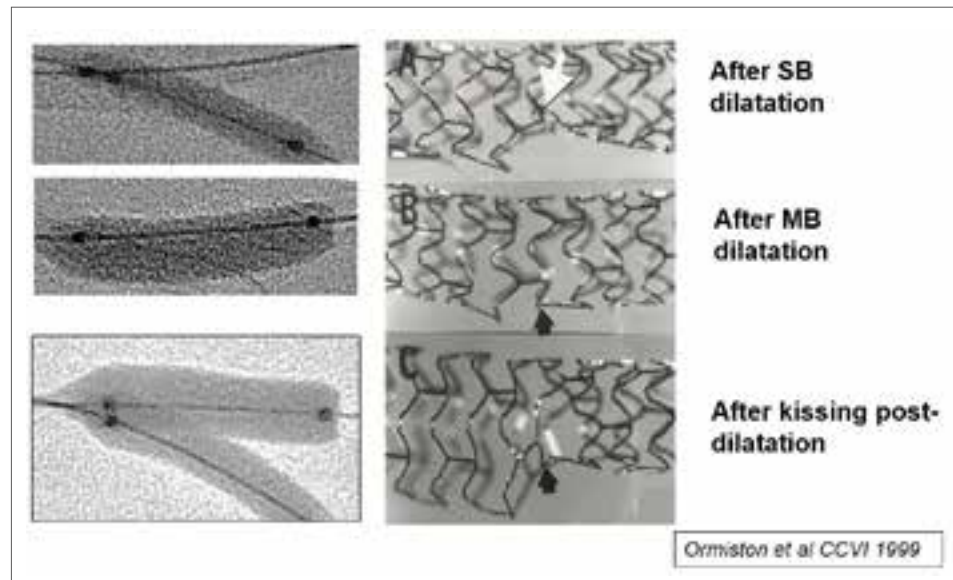 A
After SB
dilatation
B
After MB
dilatation
C
After kissing post-
dilatation
Ormiston et al CCVI 1999